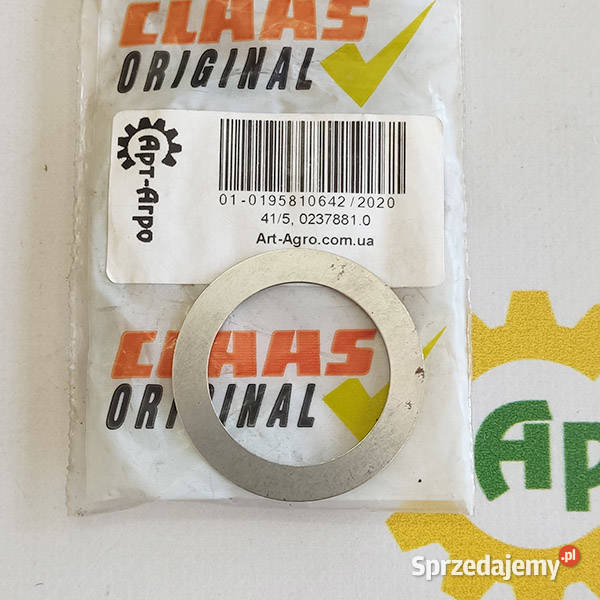 CLAAS
ORIGINAL
Арт-Агро
01-0195810642/2020
41/5, 0237881.0
Art-Agro.com.ua
CLAAS
ORIGINAL
Ар
Sprzedajemy.pl